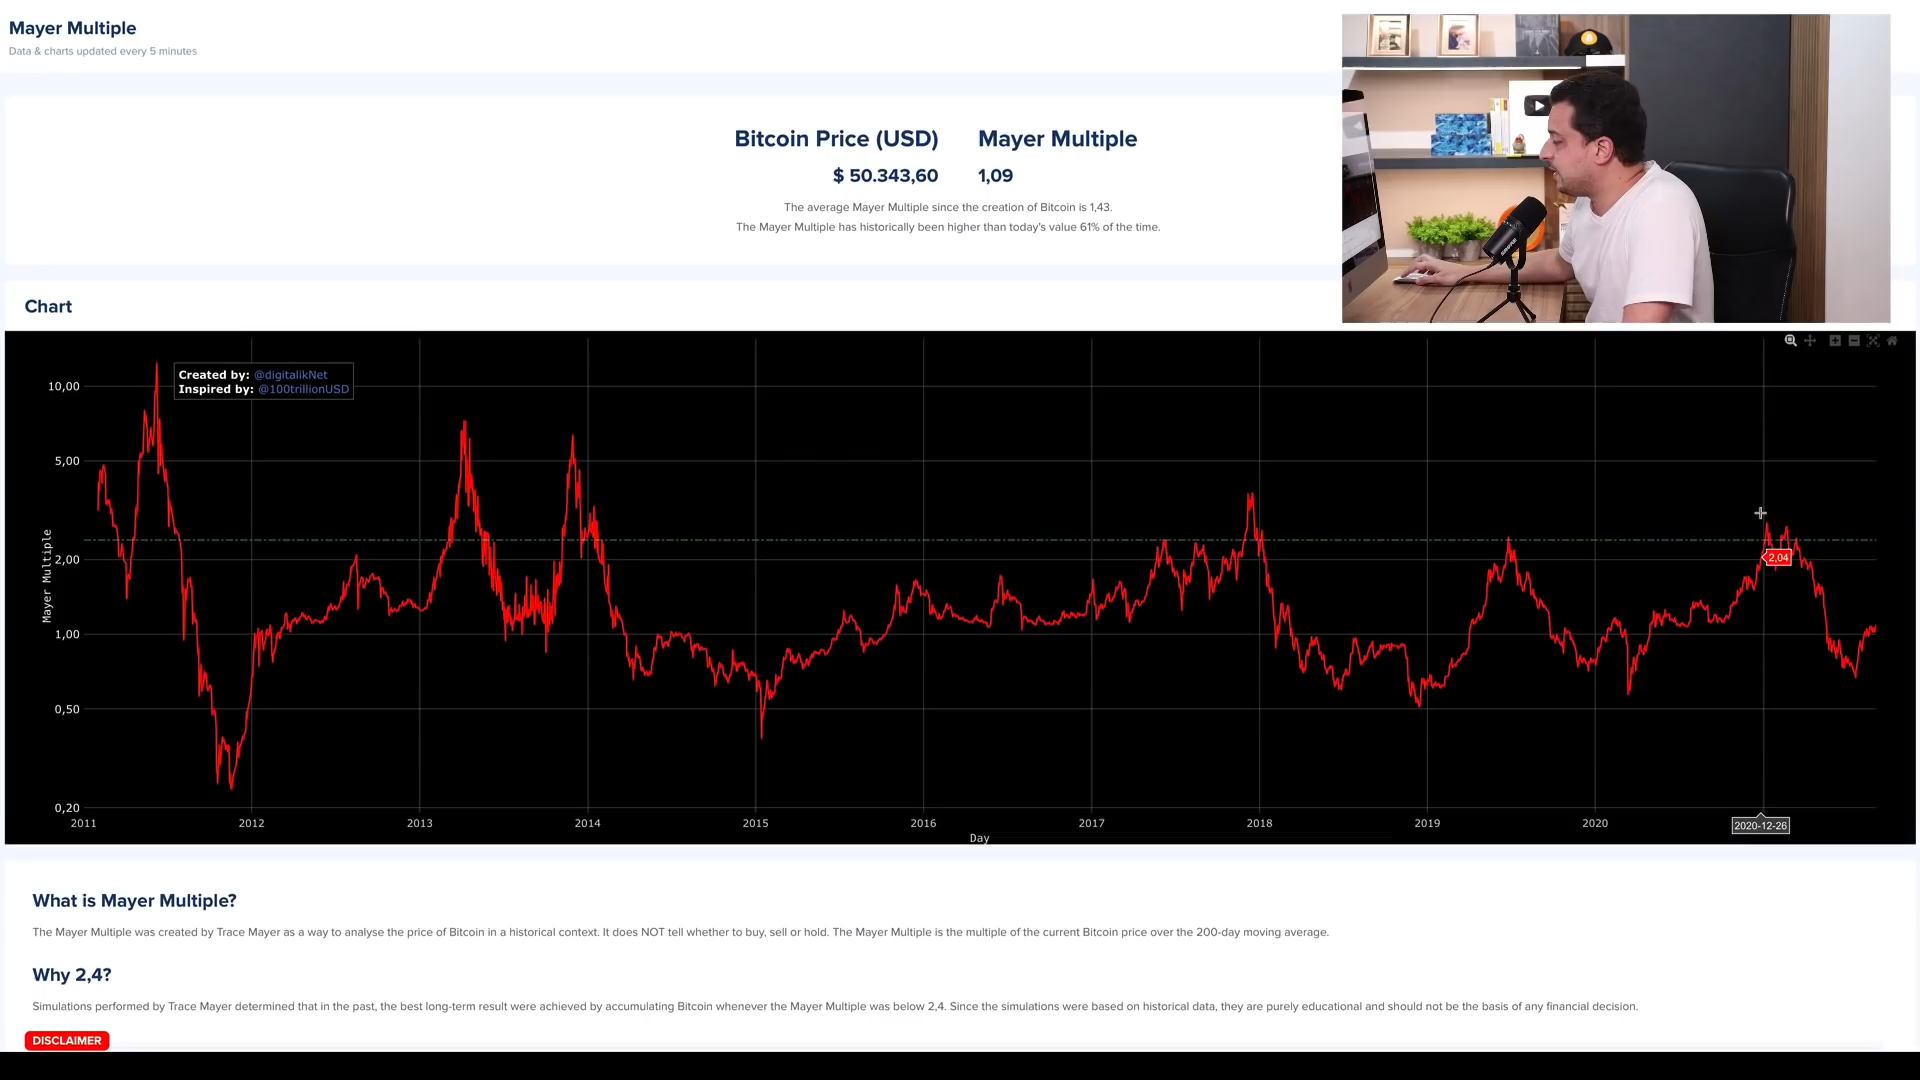 Mayer Multiple
Data & charts updated every 5 minutes
Bitcoin Price (USD)
Mayer Multiple
$ 50.343,60
1,09
The average Mayer Multiple since the creation of Bitcoin is 1,43.
The Mayer Multiple has historically been higher than today's value 61% of the time.
Chart
Created by: @digitalikNet
Inspired by: @100trillionUSD
10,00
5,00
2,00
1,00
0,50
0,20
Mayer Multiple
2,04
2011
2012
2013
2014
2015
2016
2017
2018
2019
2020
2020-12-26
Day
What is Mayer Multiple?
The Mayer Multiple was created by Trace Mayer as a way to analyse the price of Bitcoin in a historical context. It does NOT tell whether to buy, sell or hold. The Mayer Multiple is the multiple of the current Bitcoin price over the 200-day moving average.
Why 2,4?
Simulations performed by Trace Mayer determined that in the past, the best long-term result were achieved by accumulating Bitcoin whenever the Mayer Multiple was below 2,4. Since the simulations were based on historical data, they are purely educational and should not be the basis of any financial decision.
DISCLAIMER